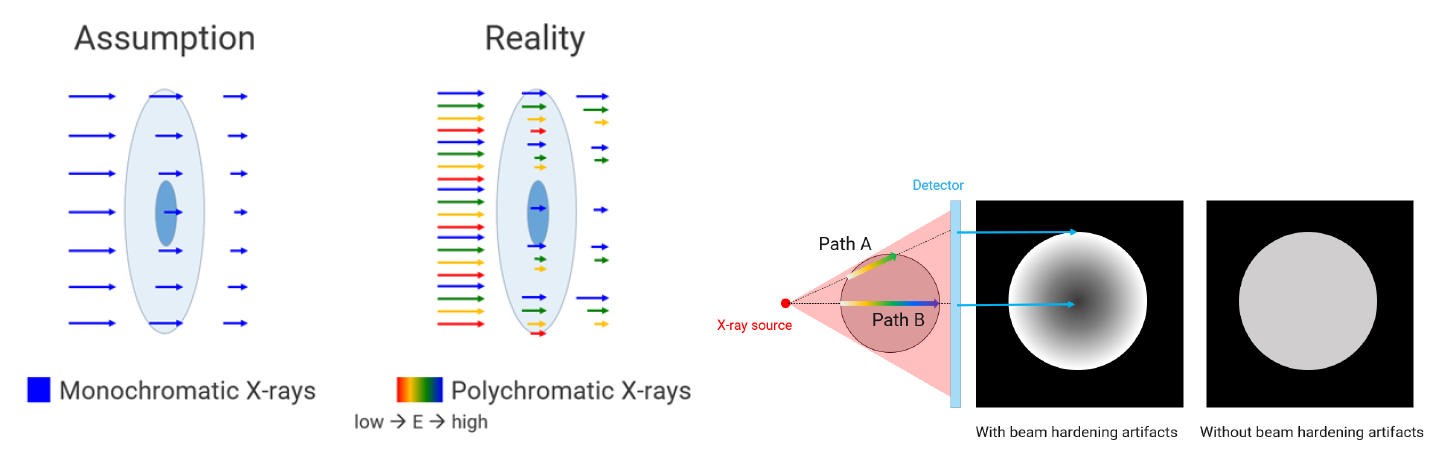 Assumption
Reality
Monochromatic X-rays
Polychromatic X-rays
low → E → high
Detector
Path A
Path B
X-ray source
With beam hardening artifacts
Without beam hardening artifacts